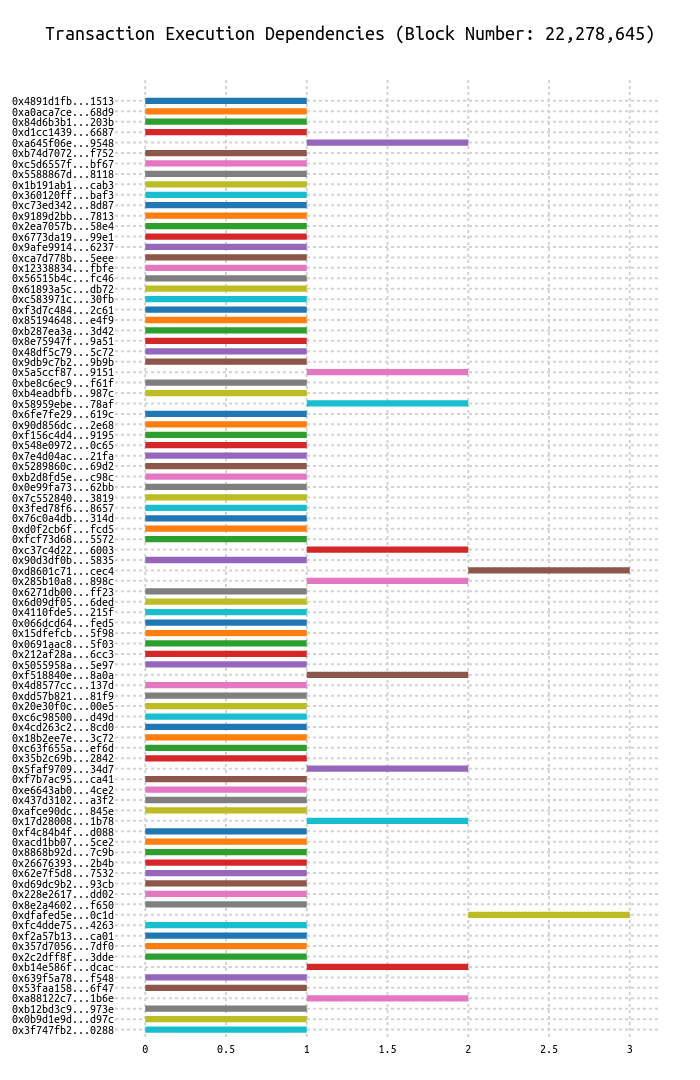 Transaction Execution Dependencies (Block Number: 22,278,645)
0x4891d1fb...1513
0xa0aca7ce...68d9
0x84d6b3b1...203b
0xd1cc1439...6687
0xa645f06e...9548
0xb74d7072...f752
0xc5d6557f...bf67
0x5588867d...8118
0x1b191ab1...cab3
0x360120ff...baf3
0xc73ed342...8d87
0x9189d2bb...7813
0x2ea7057b...58e4
0x6773da19...99e1
0x9afe9914...6237
0xca7d778b...5eee
0x12338834...fbfe
0x56515b4c...fc46
0x61893a5c...db72
0xc583971c...30fb
0xf3d7c484...2c61
0x85194648...e4f9
0xb287ea3a...3d42
0x8e75947f...9a51
0x48df5c79...5c72
0x9db9c7b2...9b9b
0x5a5ccf87...9151
0xbe8c6ec9...f61f
0xb4eadbfb...987c
0x58959ebe...78af
0x6fe7fe29...619c
0x90d856dc...2e68
0xf156c4d4...9195
0x548e0972...0c65
0x7e4d04ac...21fa
0x5289860c...69d2
0xb2d8fd5e...c98c
0x0e99fa73...62bb
0x7c552840...3819
0x3fed78f6...8657
0x76c0a4db...314d
0xd0f2cb6f...fcd5
0xfcf73d68...5572
0xc37c4d22...6003
0x90d3df0b...5835
0xd8601c71...cec4
0x285b10a8...898c
0x6271db00...ff23
0x6d09df05...6ded
0x4110fde5...215f
0x066dcd64...fed5
0x15dfefcb...5f98
0x0691aac8...5f03
0x212af28a...6cc3
0x5055958a...5e97
0xf518840e...8a0a
0x4d8577cc...137d
0xdd57b821...81f9
0x20e30f0c...00e5
0xc6c98500...d49d
0x4cd263c2...8cd0
0x18b2ee7e...3c72
0xc63f655a...ef6d
0x35b2c69b...2842
0x5faf9709...34d7
0xf7b7ac95...ca41
0xe6643ab0...4ce2
0x437d3102...a3f2
0xafce90dc...845e
0x17d28008...1b78
0xf4c84b4f...d088
0xacd1bb07...5ce2
0x8868b92d...7c9b
0x26676393...2b4b
0x62e7f5d8...7532
0xd69dc9b2...93cb
0x228e2617...dd02
0x8e2a4602...f650
0xdfafed5e...0c1d
0xfc4dde75...4263
0xf2a57b13...ca01
0x357d7056...7df0
0x2c2dff8f...3dde
0xb14e586f...dcac
0x639f5a78...f548
0x53faa158...6f47
0xa88122c7...1b6e
0xb12bd3c9...973e
0x0b9d1e9d...d97c
0x3f747fb2...0288
0 0.5 1 1.5 2 2.5 3